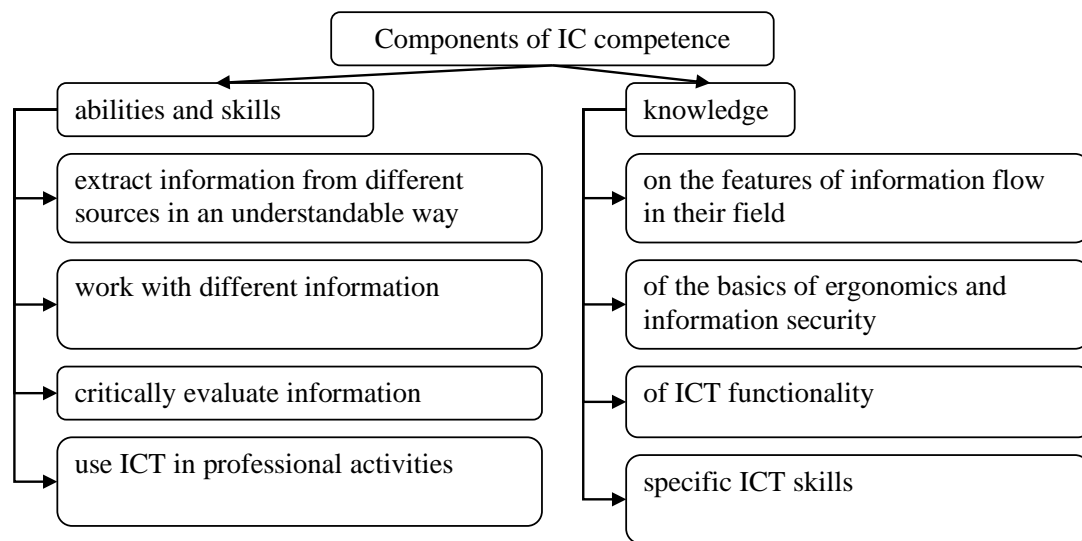 Components of IC competence
abilities and skills
extract information from different
sources in an understandable way
work with different information
critically evaluate information
use ICT in professional activities
knowledge
on the features of information flow
in their field
of the basics of ergonomics and
information security
of ICT functionality
specific ICT skills